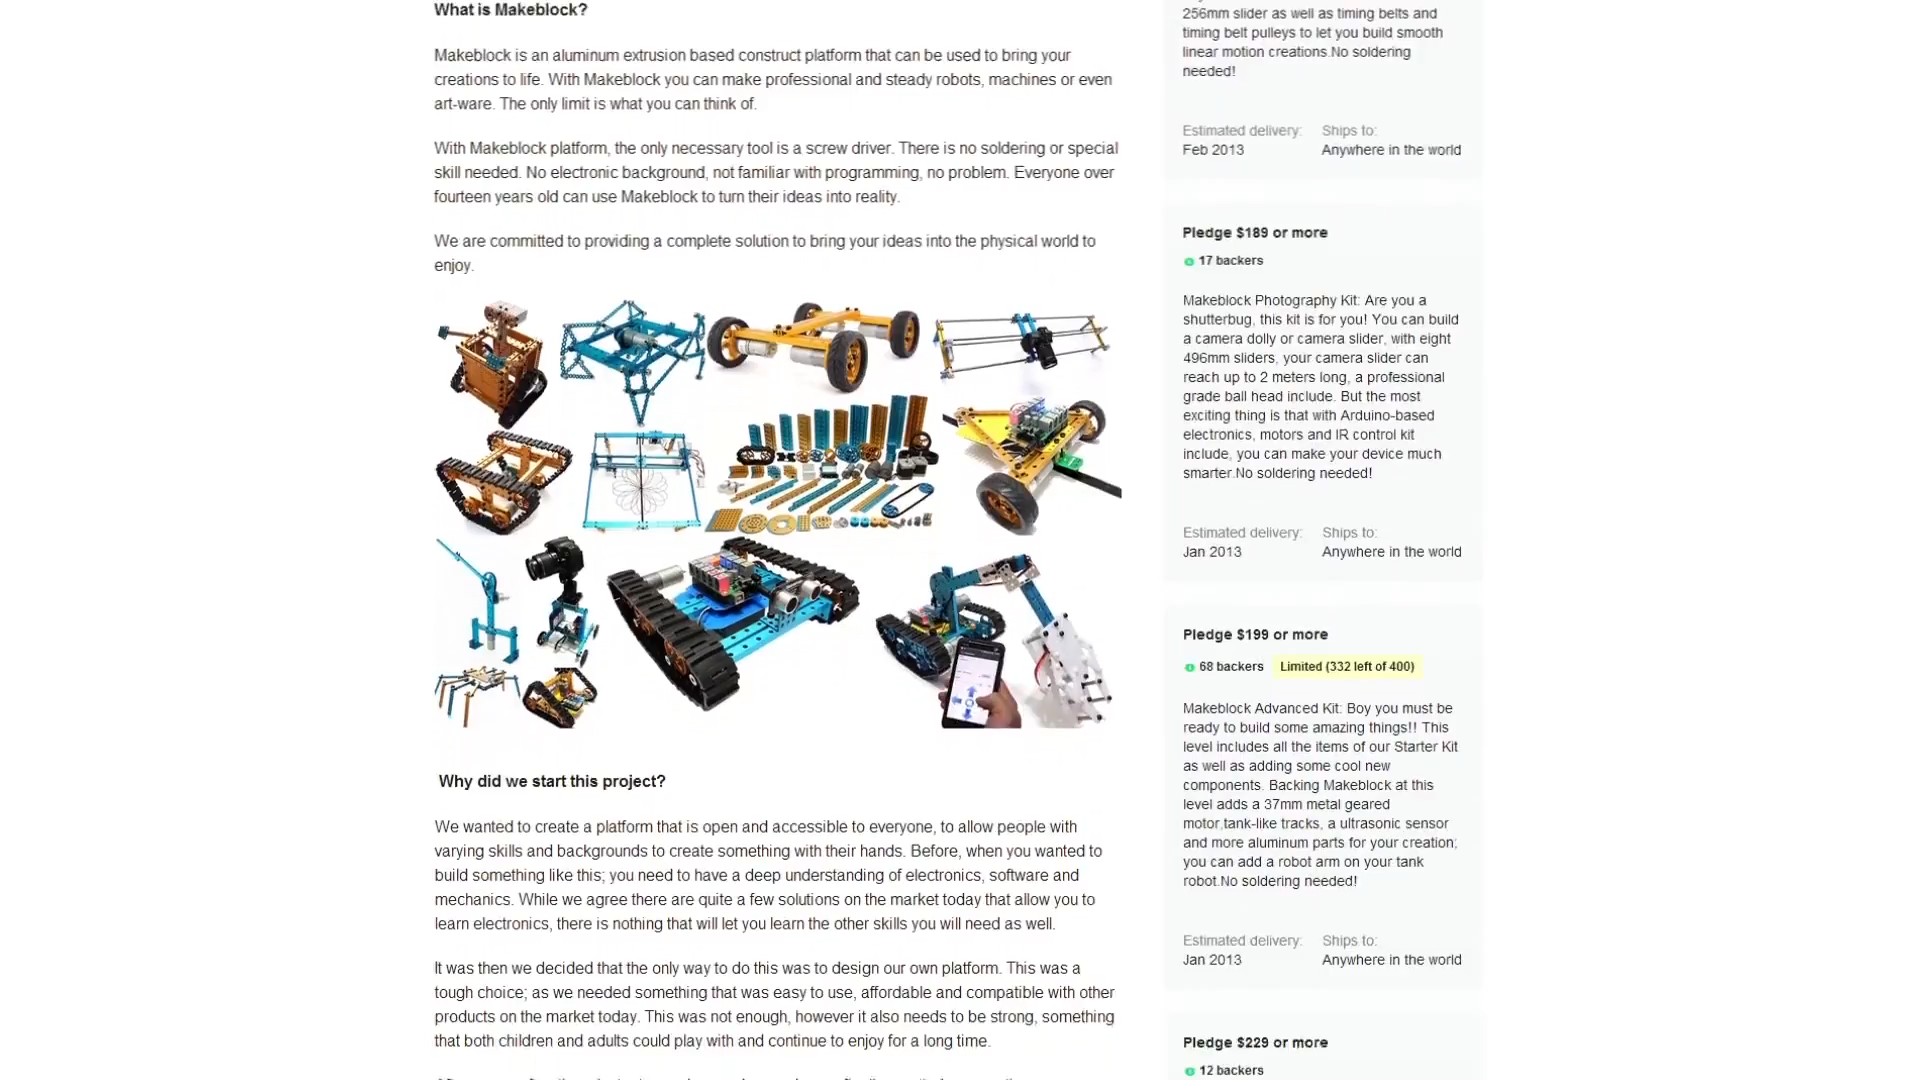 What is Makeblock?
Makeblock is an aluminum extrusion based construct platform that can be used to bring your
creations to life. With Makeblock you can make professional and steady robots, machines or even
art-ware. The only limit is what you can think of.
With Makeblock platform, the only necessary tool is a screw driver. There is no soldering or special
skill needed. No electronic background, not familiar with programming, no problem. Everyone over
fourteen years old can use Makeblock to turn their ideas into reality.
We are committed to providing a complete solution to bring your ideas into the physical world to
enjoy.
Why did we start this project?
We wanted to create a platform that is open and accessible to everyone, to allow people with
varying skills and backgrounds to create something with their hands. Before, when you wanted to
build something like this; you need to have a deep understanding of electronics, software and
mechanics. While we agree there are quite a few solutions on the market today that allow you to
learn electronics, there is nothing that will let you learn the other skills you will need as well.
It was then we decided that the only way to do this was to design our own platform. This was a
tough choice; as we needed something that was easy to use, affordable and compatible with other
products on the market today. This was not enough, however it also needs to be strong, something
that both children and adults could play with and continue to enjoy for a long time.
256mm slider as well as timing belts and
timing belt pulleys to let you build smooth
linear motion creations.No soldering
needed!
Estimated delivery: Ships to:
Feb 2013 Anywhere in the world
Pledge $189 or more
17 backers
Makeblock Photography Kit: Are you a
shutterbug, this kit is for you! You can build
a camera dolly or camera slider, with eight
496mm sliders, your camera slider can
reach up to 2 meters long, a professional
grade ball head include. But the most
exciting thing is that with Arduino-based
electronics, motors and IR control kit
include, you can make your device much
smarter.No soldering needed!
Estimated delivery: Ships to:
Jan 2013 Anywhere in the world
Pledge $199 or more
68 backers Limited (332 left of 400)
Makeblock Advanced Kit: Boy you must be
ready to build some amazing things!! This
level includes all the items of our Starter Kit
as well as adding some cool new
components. Backing Makeblock at this
level adds a 37mm metal geared
motor,tank-like tracks, a ultrasonic sensor
and more aluminum parts for your creation;
you can add a robot arm on your tank
robot.No soldering needed!
Estimated delivery: Ships to:
Jan 2013 Anywhere in the world
Pledge $229 or more
12 backers